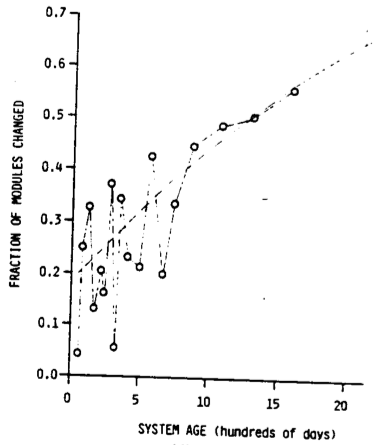 0.7
0.6
0.5
0.4
0.3
0.2
0.1
0.0
FRACTION OF MODULES CHANGED
0 5 10 15 20
SYSTEM AGE (hundreds of days)